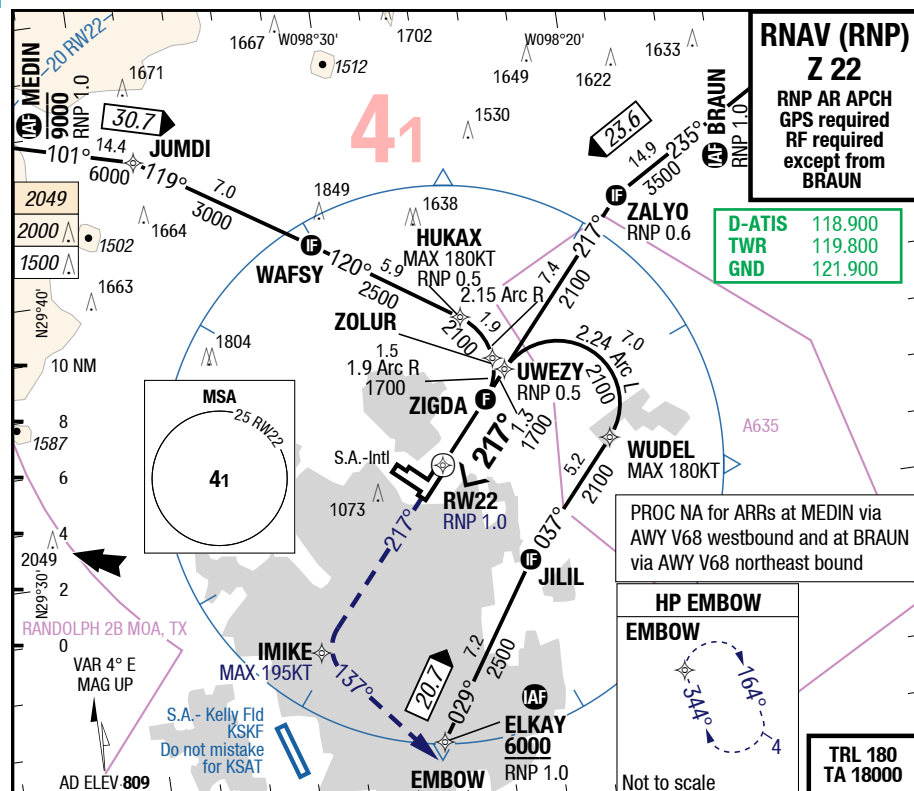 RNAV (RNP)
Z 22
RNP AR APCH
GPS required
RF required
except from
BRAUN
D-ATIS 118.900
TWR 119.800
GND 121.900
20 RW22
1667
W098°30'
1702
W098°20'
1633
1512
1649
1622
1671
1530
IAF MEDIN
9000
RNP 1.0
30.7
41
23.6
IAF BRAUN
RNP 1.0
101°
14.4
6000
JUMDI
119°
7.0
3000
235°
14.9
3500
IF
ZALYO
RNP 0.6
2049
2000
1500
1502
1664
1663
1849
1638
IF
WAFSY
120°
5.9
2500
HUKAX
MAX 180KT
RNP 0.5
217°
7.4
2100
2.15 Arc R
1.9
2100
ZOLUR
N29°40'
1804
10 NM
8
6
4
2
0
1.5
1.9 Arc R
1700
UWEZY
RNP 0.5
7.0
2.24 Arc L
2100
F
ZIGDA
1.3
1700
217°
MSA
25 RW22
41
1587
A635
WUDEL
MAX 180KT
5.2
2100
037°
S.A.-Intl
1073
RW22
RNP 1.0
217°
PROC NA for ARRs at MEDIN via
AWY V68 westbound and at BRAUN
via AWY V68 northeast bound
IF
JILIL
2049
N29°30'
RANDOLPH 2B MOA, TX
VAR 4° E
MAG UP
AD ELEV 809
IMIKE
MAX 195KT
137°
7.2
2500
029°
20.7
IAF
ELKAY
6000
RNP 1.0
EMBOW
S.A.- Kelly Fld
KSKF
Do not mistake
for KSAT
HP EMBOW
EMBOW
164°
344°
4
Not to scale
TRL 180
TA 18000